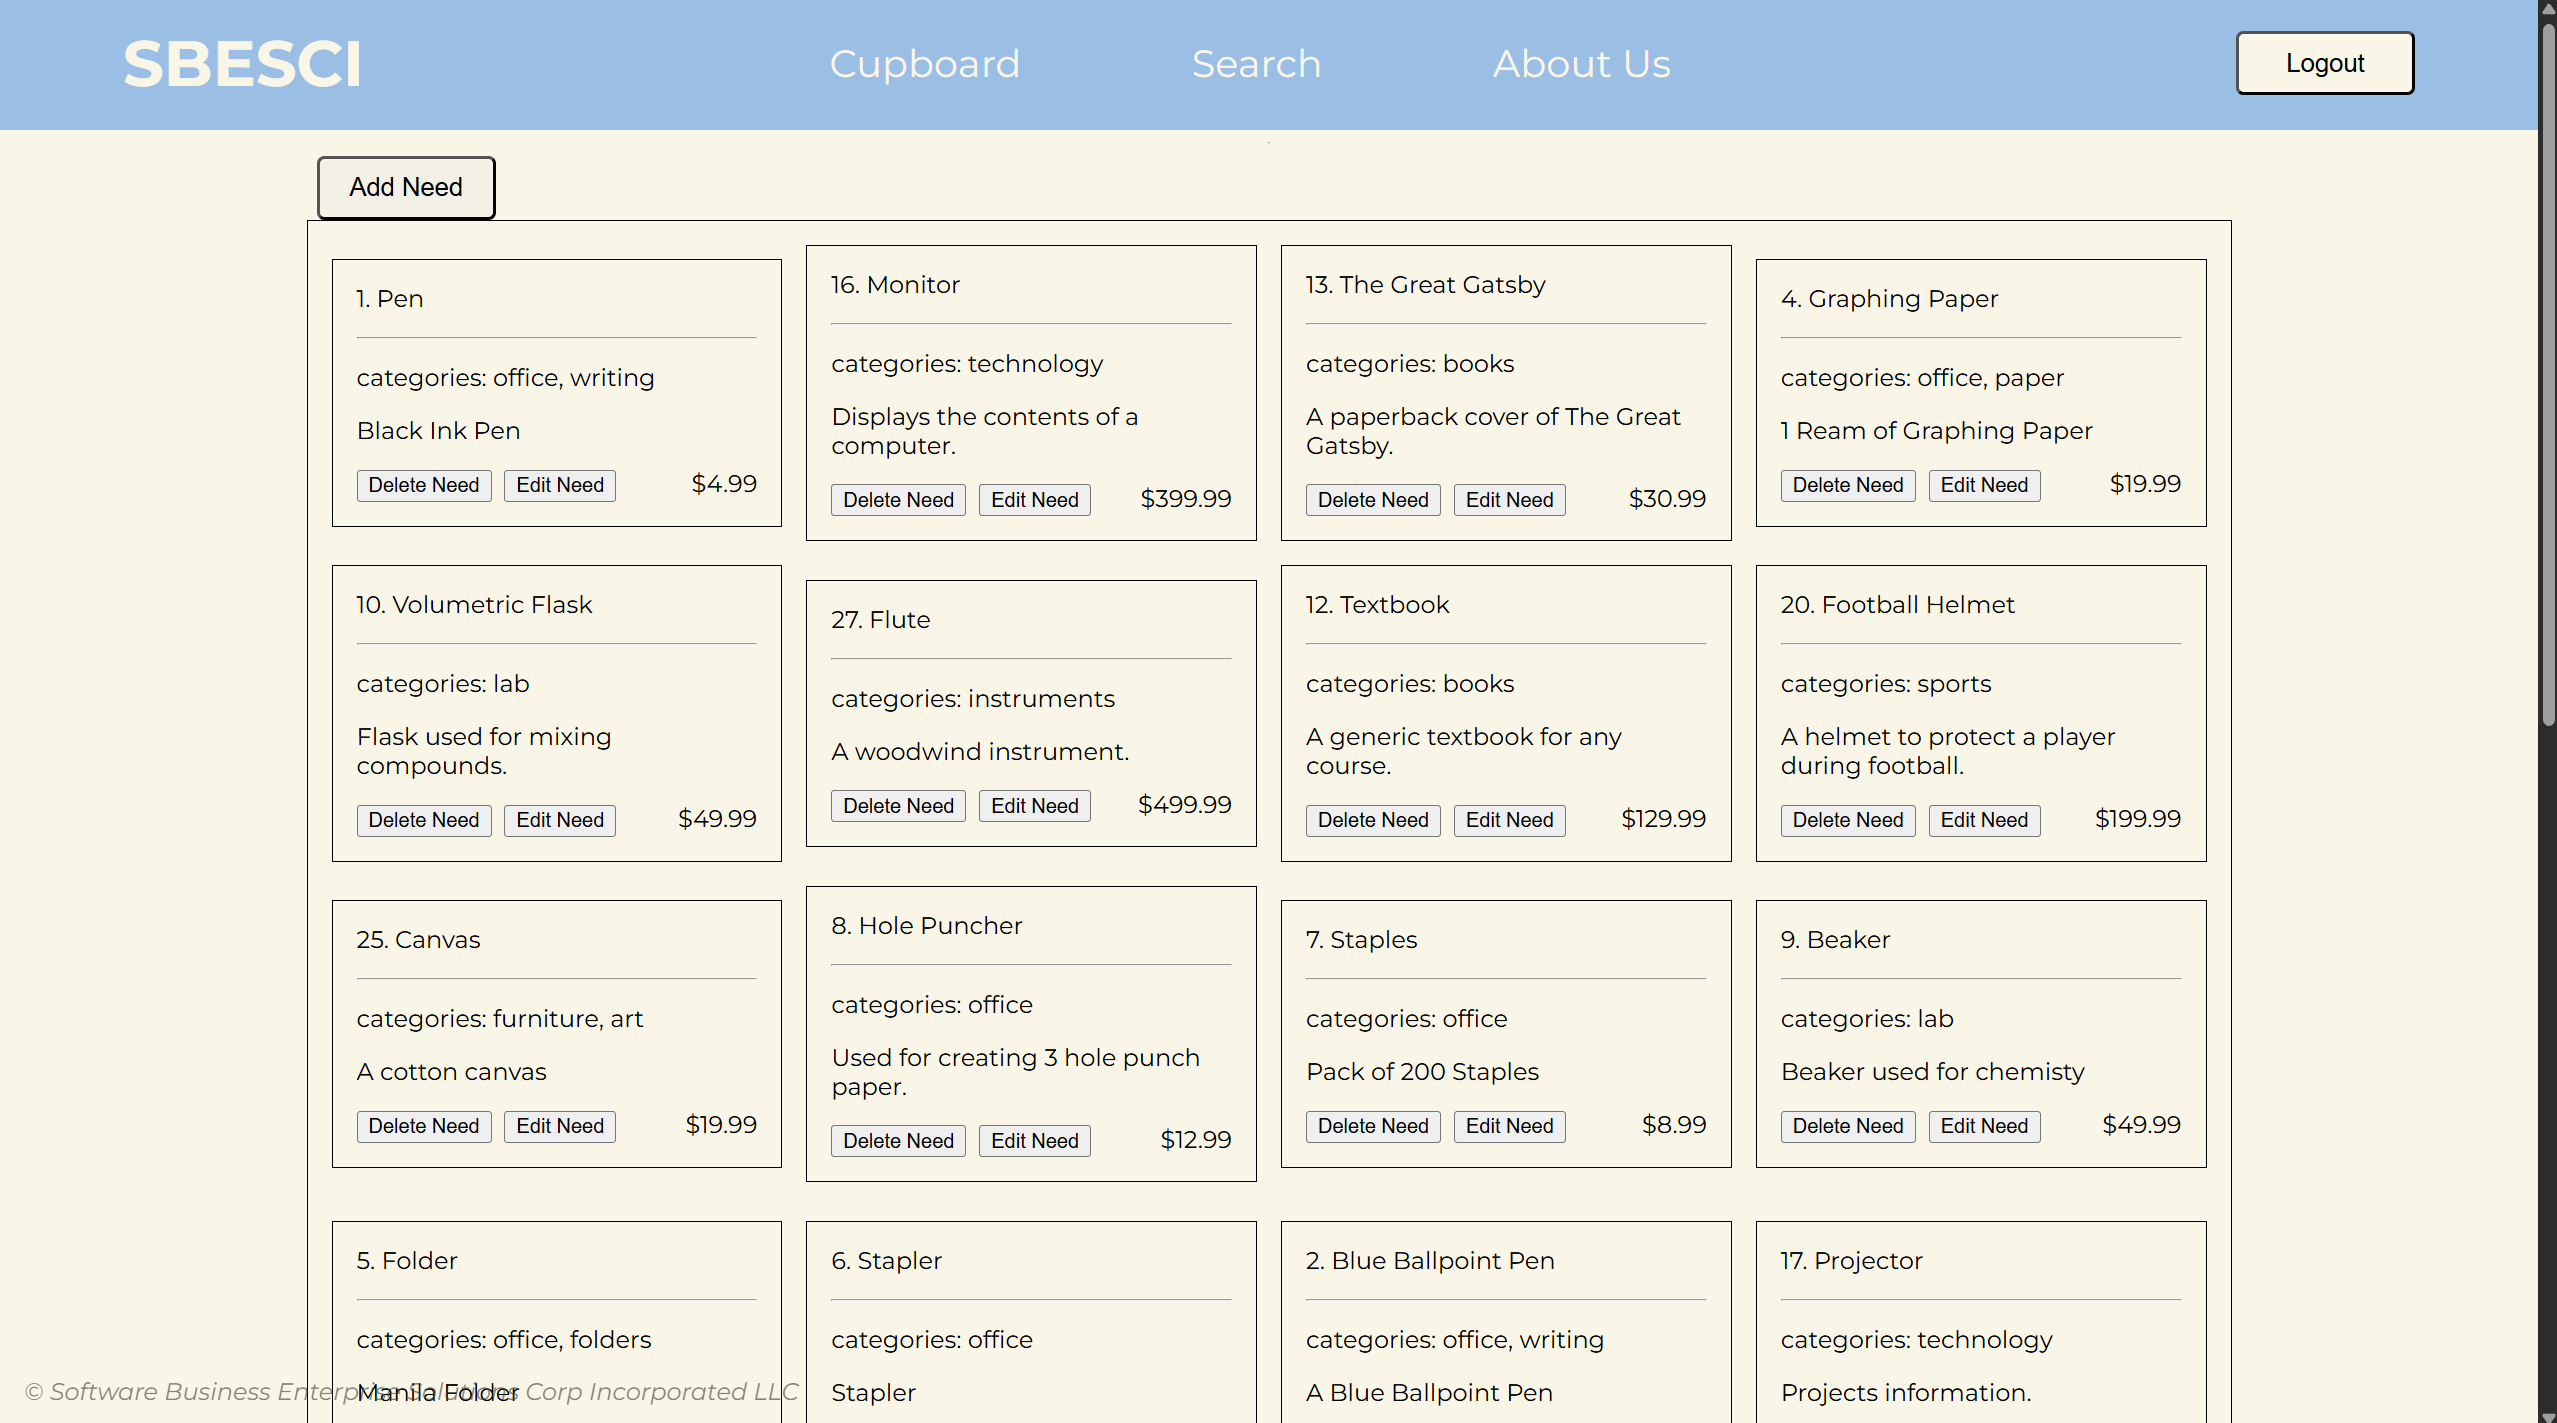 SBESCI
Cupboard
Search
About Us
Logout
Add Need
1. Pen
categories: office, writing
Black Ink Pen
Delete Need
Edit Need
$4.99
16. Monitor
categories: technology
Displays the contents of a
computer.
Delete Need
Edit Need
$399.99
13. The Great Gatsby
categories: books
A paperback cover of The Great
Gatsby.
Delete Need
Edit Need
$30.99
4. Graphing Paper
categories: office, paper
1 Ream of Graphing Paper
Delete Need
Edit Need
$19.99
10. Volumetric Flask
categories: lab
Flask used for mixing
compounds.
Delete Need
Edit Need
$49.99
27. Flute
categories: instruments
A woodwind instrument.
Delete Need
Edit Need
$499.99
12. Textbook
categories: books
A generic textbook for any
course.
Delete Need
Edit Need
$129.99
20. Football Helmet
categories: sports
A helmet to protect a player
during football.
Delete Need
Edit Need
$199.99
25. Canvas
categories: furniture, art
A cotton canvas
Delete Need
Edit Need
$19.99
8. Hole Puncher
categories: office
Used for creating 3 hole punch
paper.
Delete Need
Edit Need
$12.99
7. Staples
categories: office
Pack of 200 Staples
Delete Need
Edit Need
$8.99
9. Beaker
categories: lab
Beaker used for chemisty
Delete Need
Edit Need
$49.99
5. Folder
categories: office, folders
Manila Folder
6. Stapler
categories: office
Stapler
2. Blue Ballpoint Pen
categories: office, writing
A Blue Ballpoint Pen
17. Projector
categories: technology
Projects information.
© Software Business Enterprise Solutions Corp Incorporated LLC